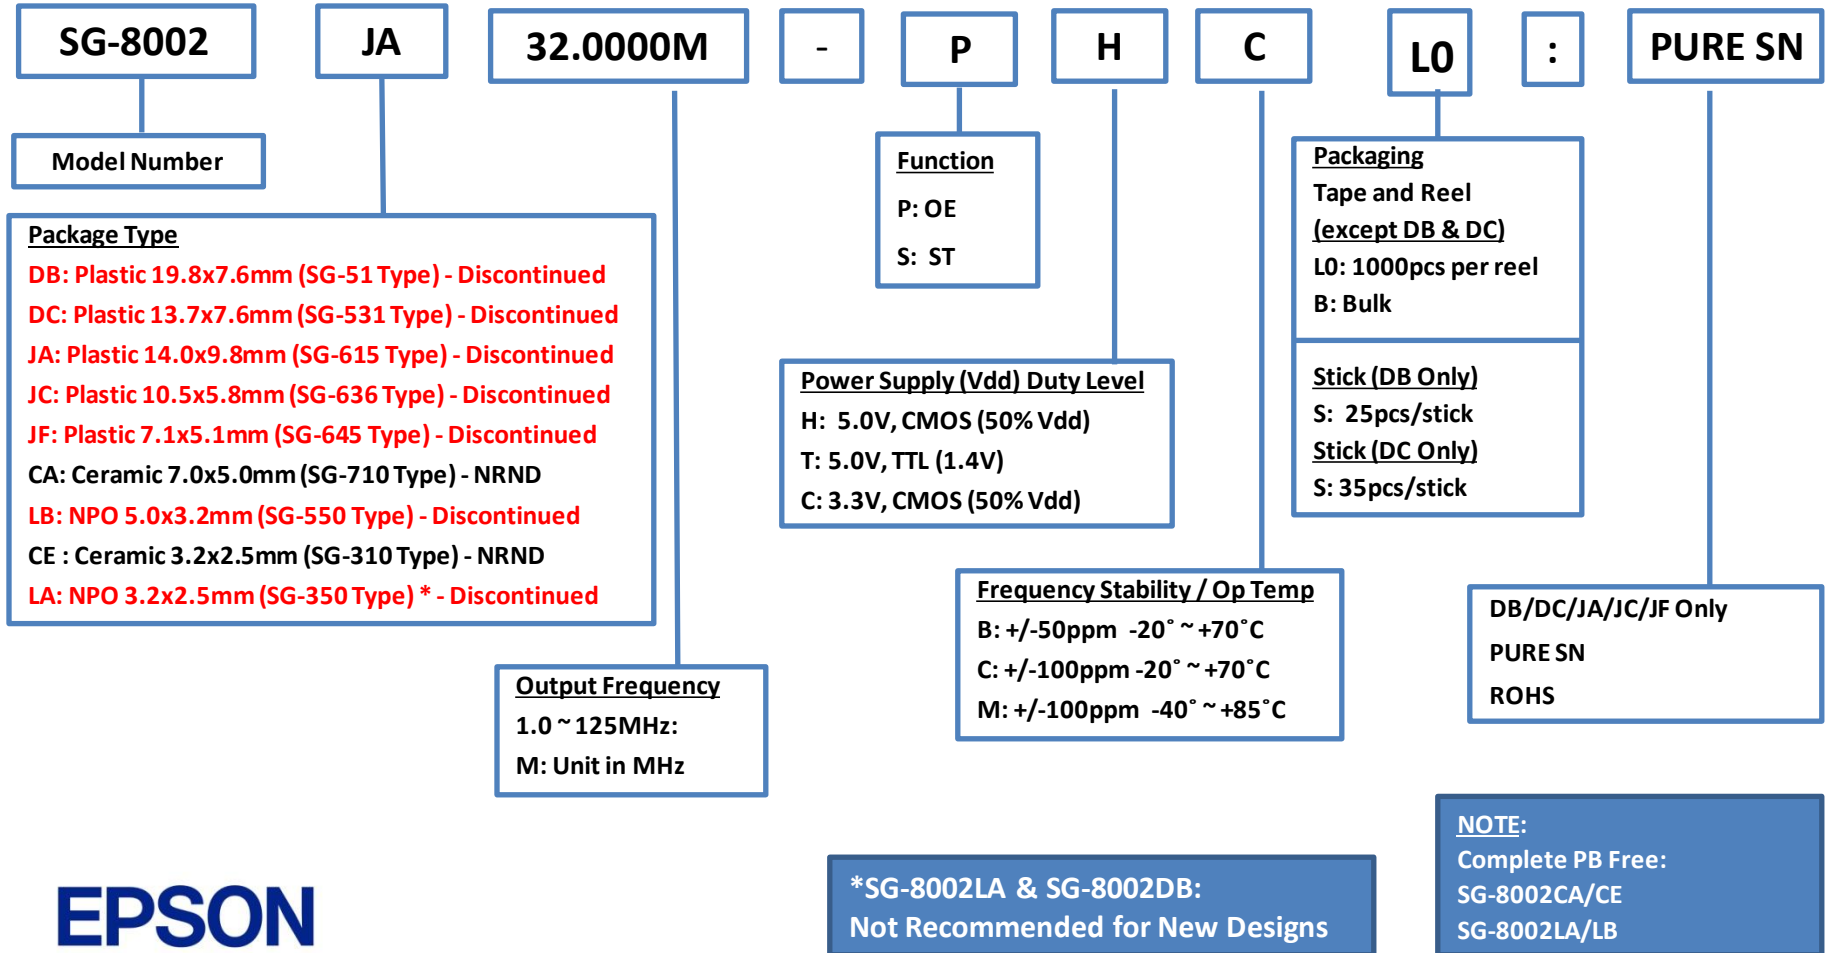 SG-8002 JA 32.0000M - P H C L0 : PURE SN
Model Number
Package Type
DB: Plastic 19.8x7.6mm (SG-51 Type) - Discontinued
DC: Plastic 13.7x7.6mm (SG-531 Type) - Discontinued
JA: Plastic 14.0x9.8mm (SG-615 Type) - Discontinued
JC: Plastic 10.5x5.8mm (SG-636 Type) - Discontinued
JF: Plastic 7.1x5.1mm (SG-645 Type) - Discontinued
CA: Ceramic 7.0x5.0mm (SG-710 Type) - NRND
LB: NPO 5.0x3.2mm (SG-550 Type) - Discontinued
CE : Ceramic 3.2x2.5mm (SG-310 Type) - NRND
LA: NPO 3.2x2.5mm (SG-350 Type) * - Discontinued
Output Frequency
1.0 ~ 125MHz:
M: Unit in MHz
Function
P: OE
S: ST
Power Supply (Vdd) Duty Level
H: 5.0V, CMOS (50% Vdd)
T: 5.0V, TTL (1.4V)
C: 3.3V, CMOS (50% Vdd)
Frequency Stability / Op Temp
B: +/-50ppm -20˚ ~ +70˚C
C: +/-100ppm -20˚ ~ +70˚C
M: +/-100ppm -40˚ ~ +85˚C
Packaging
Tape and Reel
(except DB & DC)
L0: 1000pcs per reel
B: Bulk
Stick (DB Only)
S: 25pcs/stick
Stick (DC Only)
S: 35pcs/stick
DB/DC/JA/JC/JF Only
PURE SN
ROHS
EPSON
*SG-8002LA & SG-8002DB:
Not Recommended for New Designs
NOTE:
Complete PB Free:
SG-8002CA/CE
SG-8002LA/LB